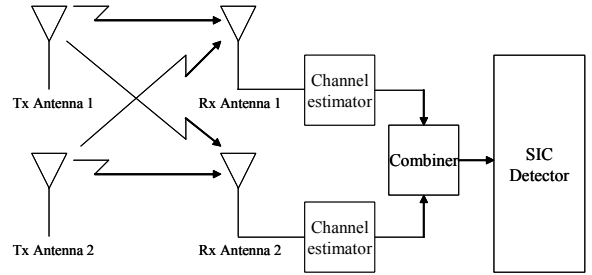 Tx Antenna 1
Rx Antenna 1
Channel
estimator
Combiner
SIC
Detector
Tx Antenna 2
Rx Antenna 2
Channel
estimator